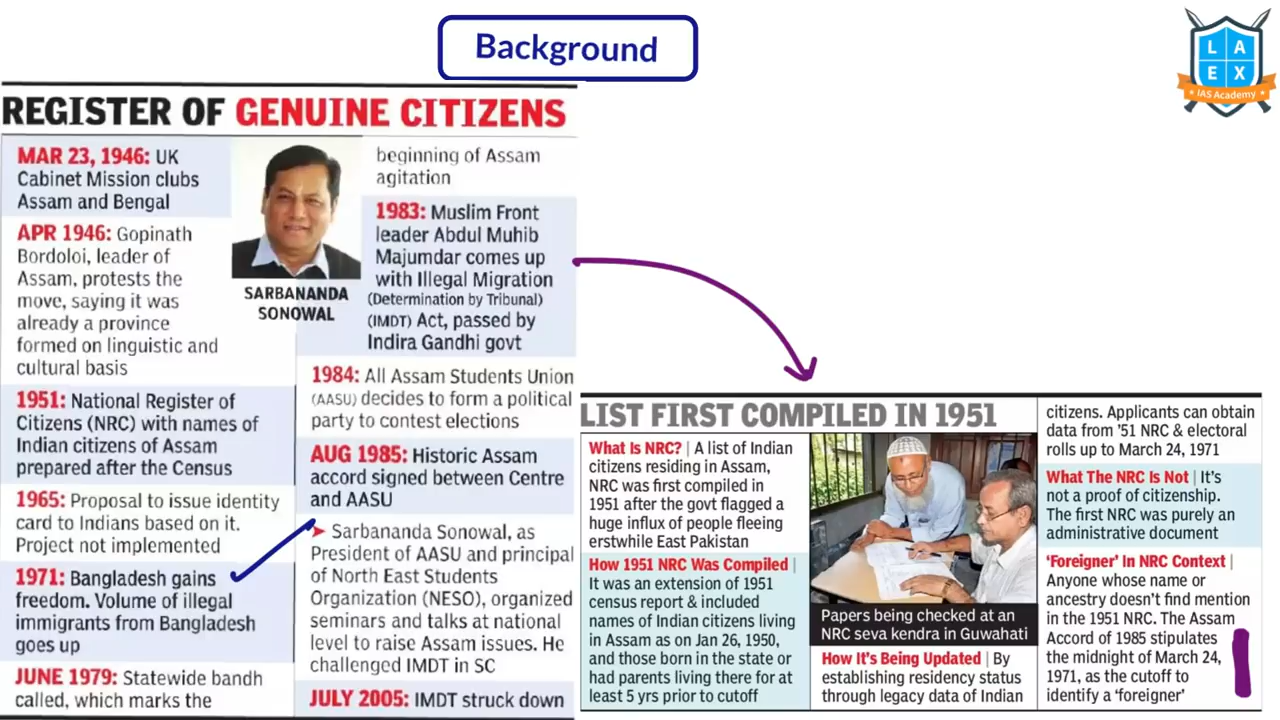 Background
L A
E X
IAS Academy
REGISTER OF GENUINE CITIZENS
MAR 23, 1946: UK
Cabinet Mission clubs
Assam and Bengal
APR 1946: Gopinath
Bordoloi, leader of
Assam, protests the
move, saying it was
already a province
formed on linguistic and
cultural basis
1951: National Register of
Citizens (NRC) with names of
Indian citizens of Assam
prepared after the Census
1965: Proposal to issue identity
card to Indians based on it.
Project not implemented
1971: Bangladesh gains
freedom. Volume of illegal
immigrants from Bangladesh
goes up
JUNE 1979: Statewide bandh
called, which marks the
SARBANANDA
SONOWAL
beginning of Assam
agitation
1983: Muslim Front
leader Abdul Muhib
Majumdar comes up
with Illegal Migration
(Determination by Tribunal)
(IMDT) Act, passed by
Indira Gandhi govt
1984: All Assam Students Union
(AASU) decides to form a political
party to contest elections
AUG 1985: Historic Assam
accord signed between Centre
and AASU
➤ Sarbananda Sonowal, as
President of AASU and principal
of North East Students
Organization (NESO), organized
seminars and talks at national
level to raise Assam issues. He
challenged IMDT in SC
JULY 2005: IMDT struck down
LIST FIRST COMPILED IN 1951
What Is NRC? | A list of Indian
citizens residing in Assam,
NRC was first compiled in
1951 after the govt flagged a
huge influx of people fleeing
erstwhile East Pakistan
How 1951 NRC Was Compiled |
It was an extension of 1951
census report & included
names of Indian citizens living
in Assam as on Jan 26, 1950,
and those born in the state or
had parents living there for at
least 5 yrs prior to cutoff
Papers being checked at an
NRC seva kendra in Guwahati
How It's Being Updated | By
establishing residency status
through legacy data of Indian
citizens. Applicants can obtain
data from '51 NRC & electoral
rolls up to March 24, 1971
What The NRC Is Not | It's
not a proof of citizenship.
The first NRC was purely an
administrative document
'Foreigner' In NRC Context |
Anyone whose name or
ancestry doesn't find mention
in the 1951 NRC. The Assam
Accord of 1985 stipulates
the midnight of March 24,
1971, as the cutoff to
identify a 'foreigner'